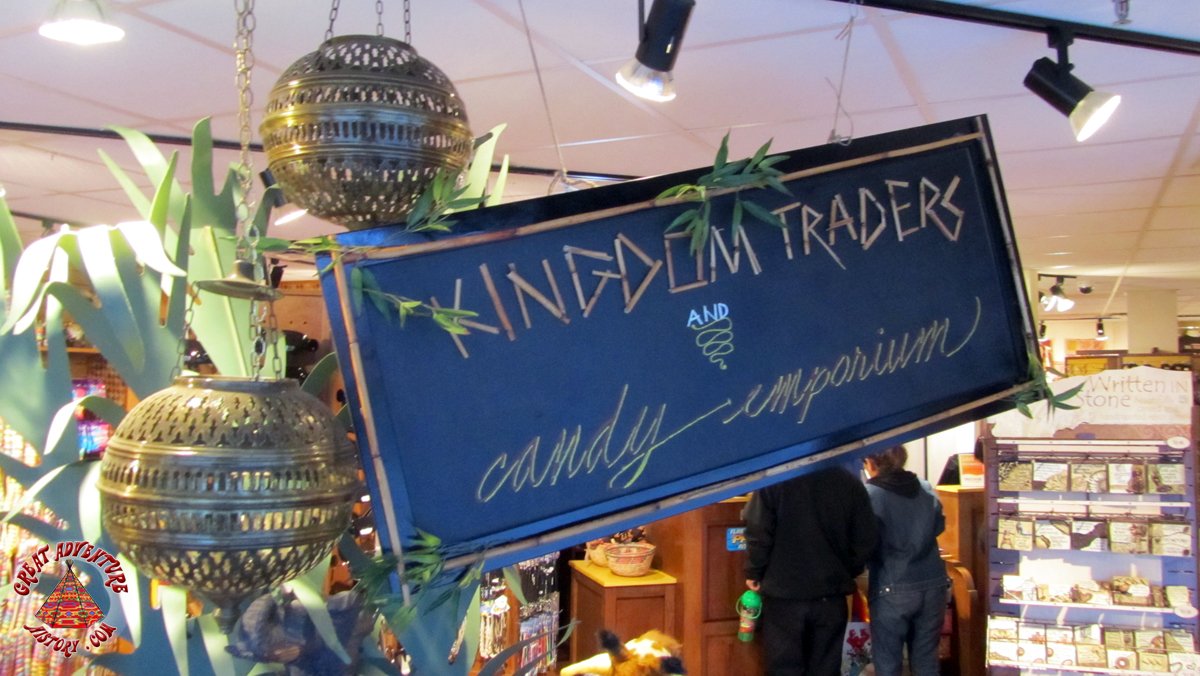 KINGDOM TRADERS
AND
candy emporium
Written IN
Stone
GREAT ADVENTURE
HISTORY.COM